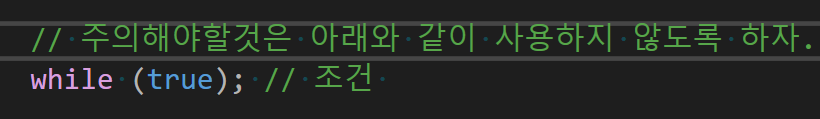 // 주의해야할것은 아래와 같이 사용하지 않도록 하자.
while (true); // 조건